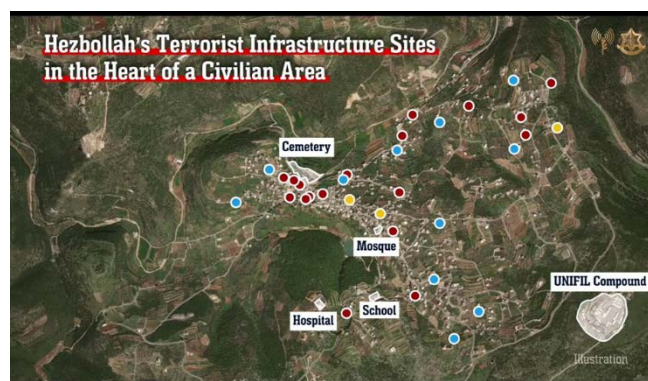 Hezbollah's Terrorist Infrastructure Sites
in the Heart of a Civilian Area
Cemetery
Mosque
UNIFIL Compound
School
Hospital
Illustration